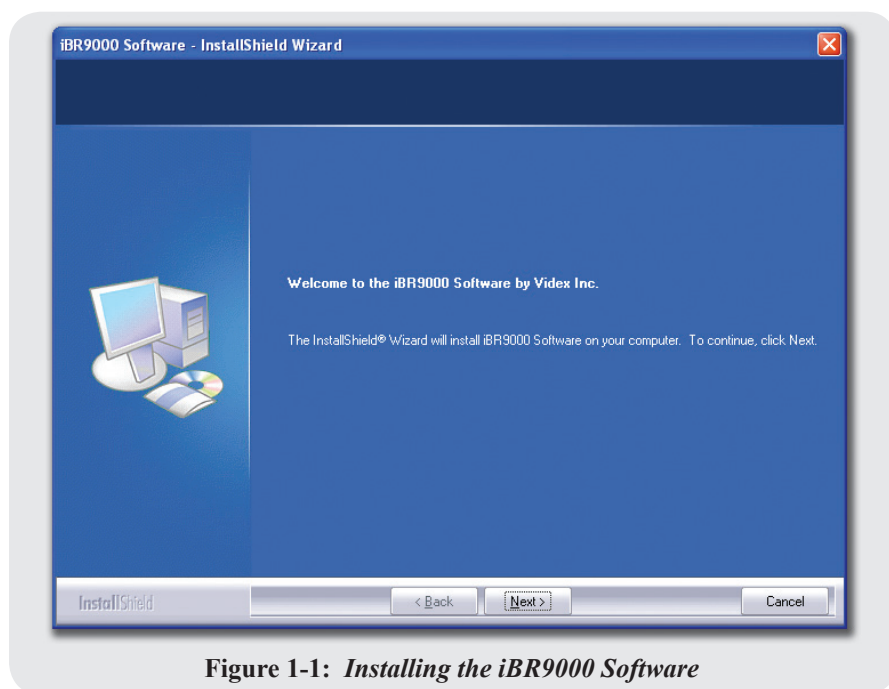 iBR9000 Software - InstallShield Wizard
Welcome to the iBR9000 Software by Videx Inc.
The InstallShield® Wizard will install iBR9000 Software on your computer. To continue, click Next.
InstallShield
< Back
Next >
Cancel
Figure 1-1: Installing the iBR9000 Software